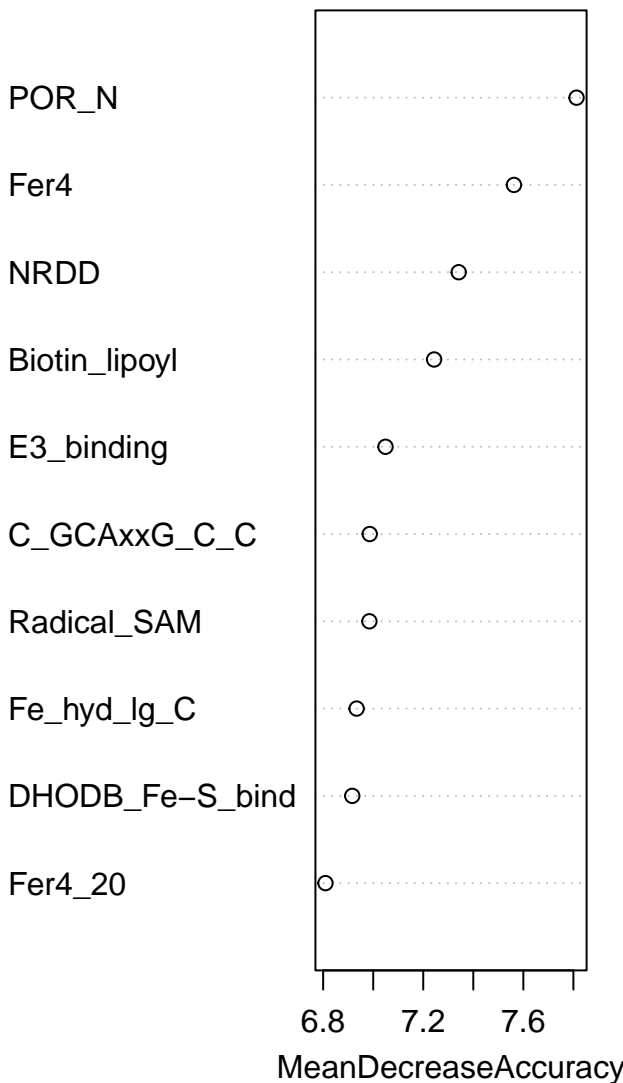 POR_N
Fer4
NRDD
Biotin_lipoyl
E3_binding
C_GCAxxG_C_C
Radical_SAM
Fe_hyd_lg_C
DHODB_Fe−S_bind
Fer4_20
6.8 7.2 7.6
MeanDecreaseAccuracy